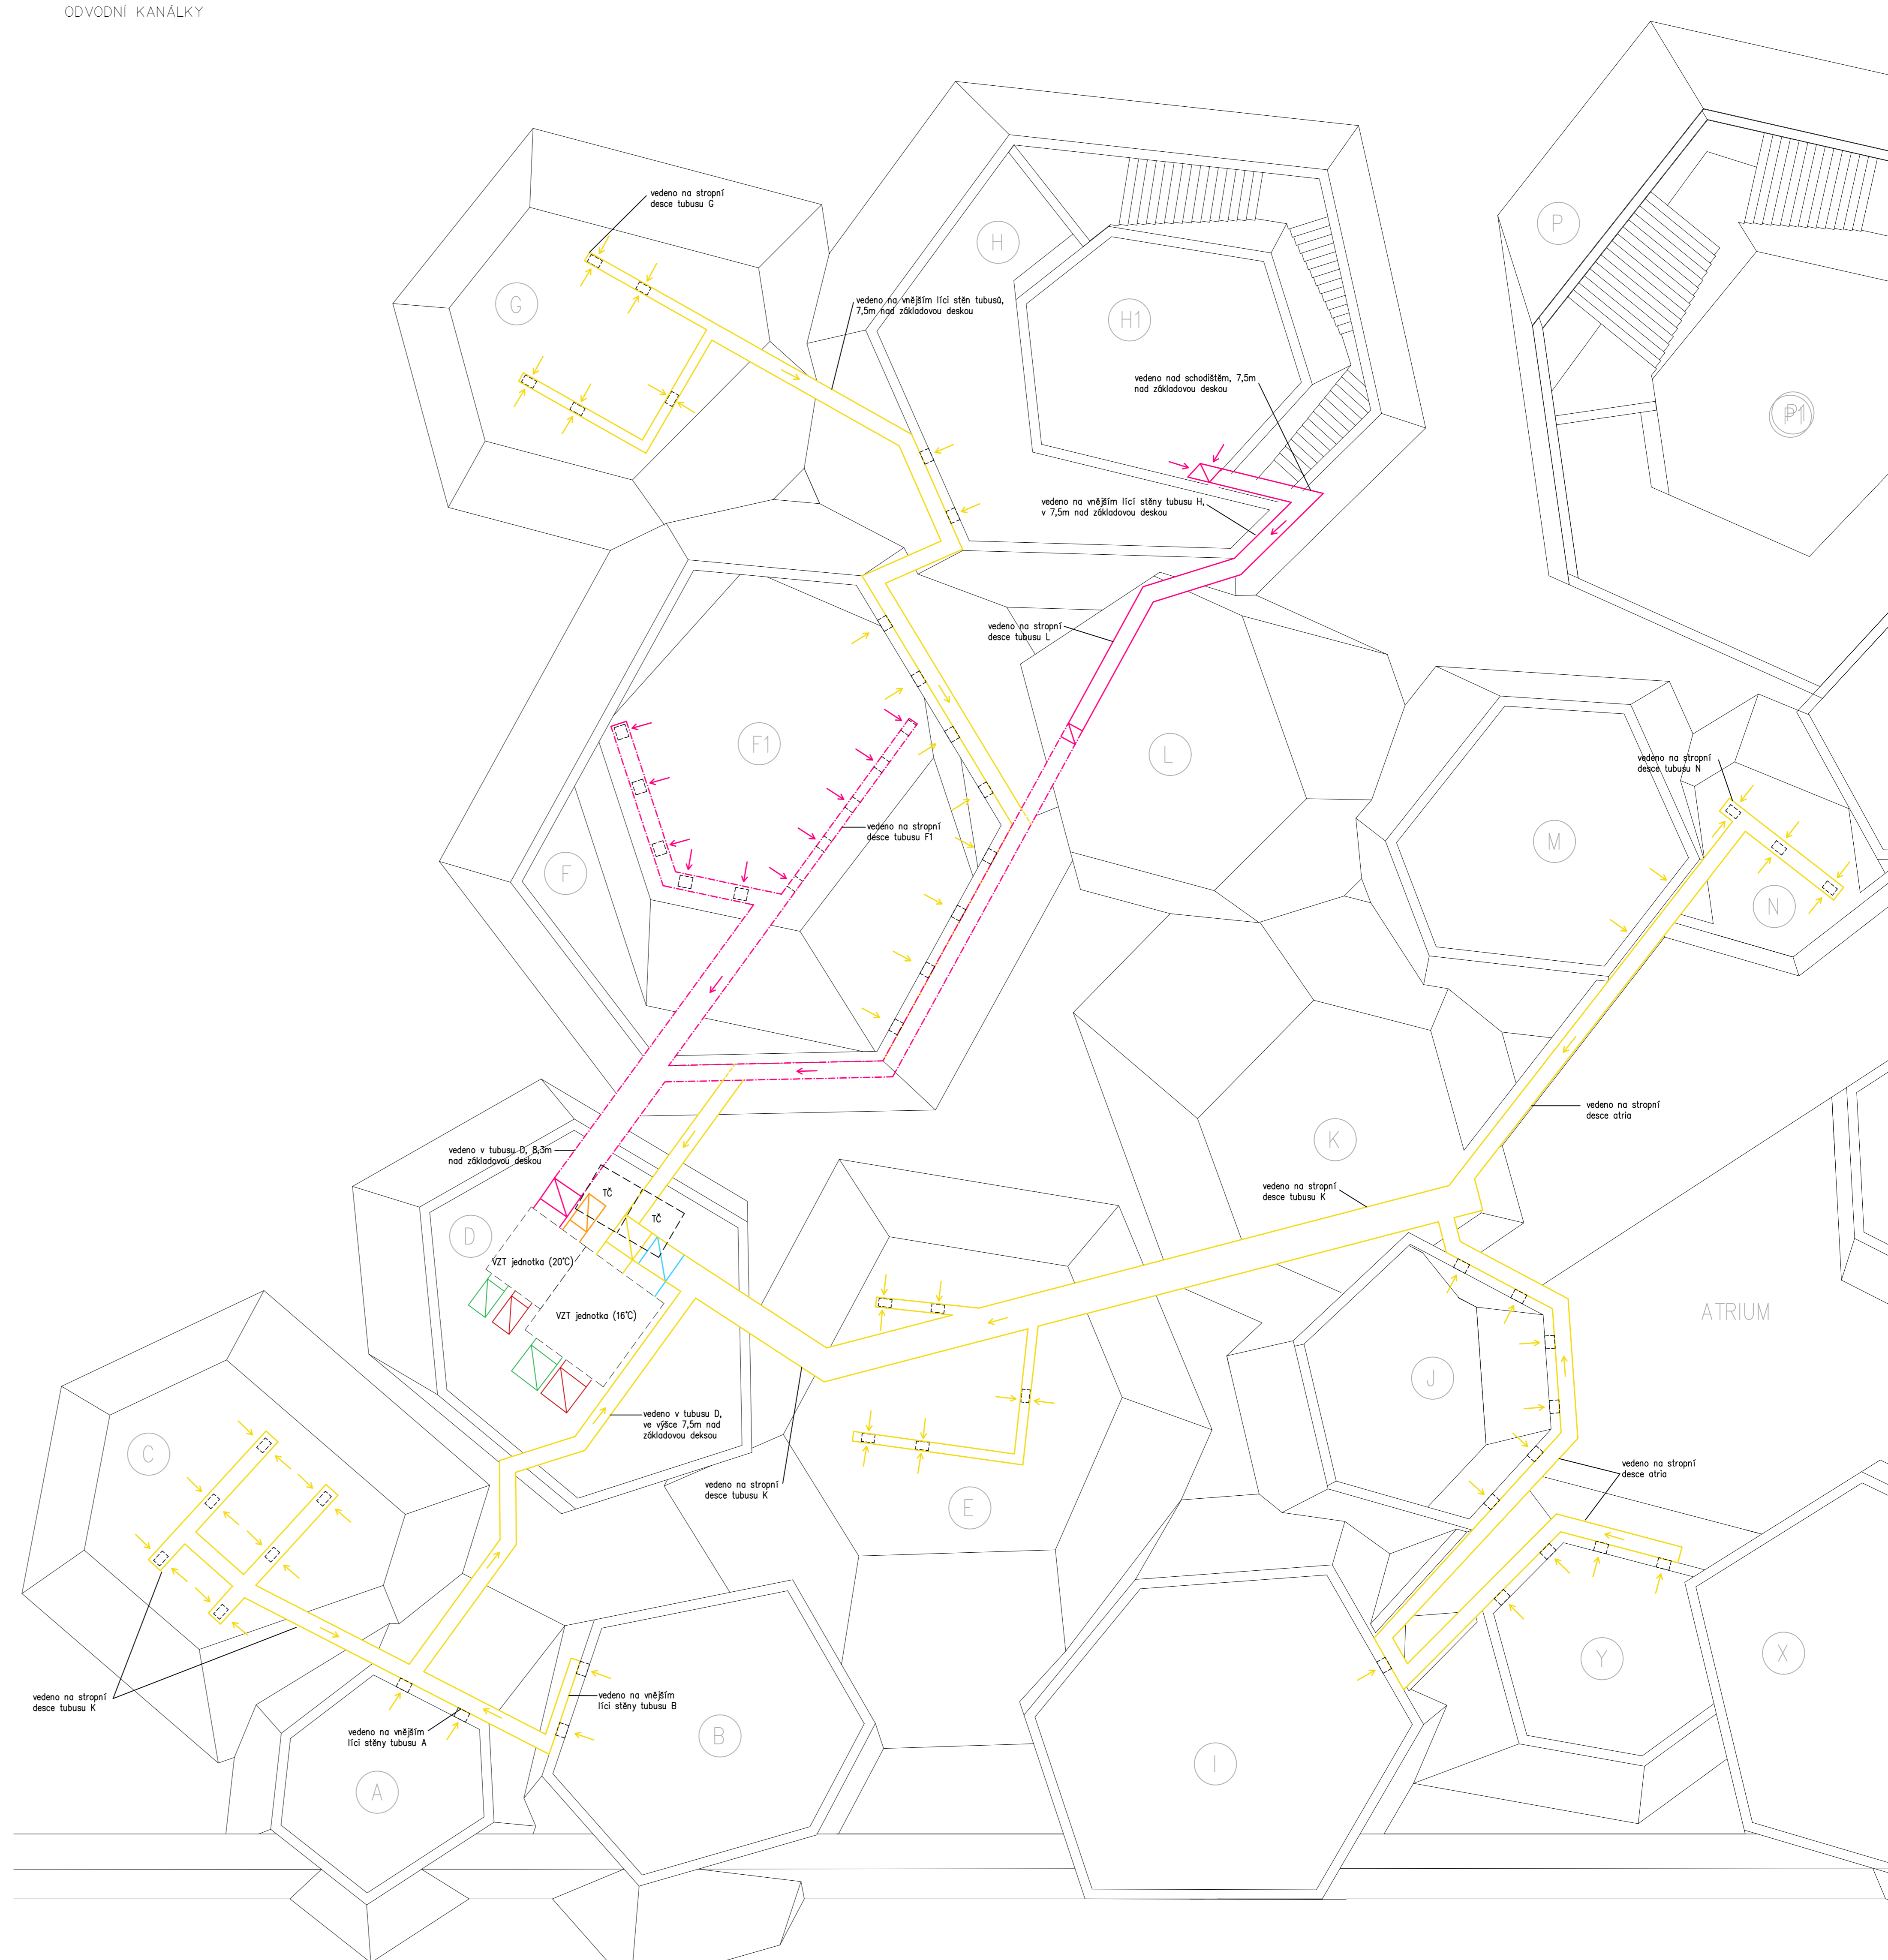 ODVODNÍ KANÁLKY
vedeno na stropní
desce tubusu G
G
H
H1
P
P1
vedeno na vnějším líci stěn tubusů,
7,5m nad základovou deskou
vedeno nad schodištěm, 7,5m
nad základovou deskou
vedeno na vnějším lící stěny tubusu H,
v 7,5m nad základovou deskou
vedeno na stropní
desce tubusu L
F1
L
vedeno na stropní
desce tubusu N
vedeno na stropní
desce tubusu F1
M
F
N
vedeno na stropní
desce atria
K
vedeno v tubusu D, 8,3m
nad základovou deskou
TČ
TČ
vedeno na stropní
desce tubusu K
D
VZT jednotka (20°C)
VZT jednotka (16°C)
ATRIUM
J
vedeno v tubusu D,
ve výšce 7,5m nad
základovou deksou
C
vedeno na stropní
desce atria
vedeno na stropní
desce tubusu K
E
Y
X
vedeno na stropní
desce tubusu K
vedeno na vnějším
líci stěny tubusu B
vedeno na vnějším
líci stěny tubusu A
B
I
A